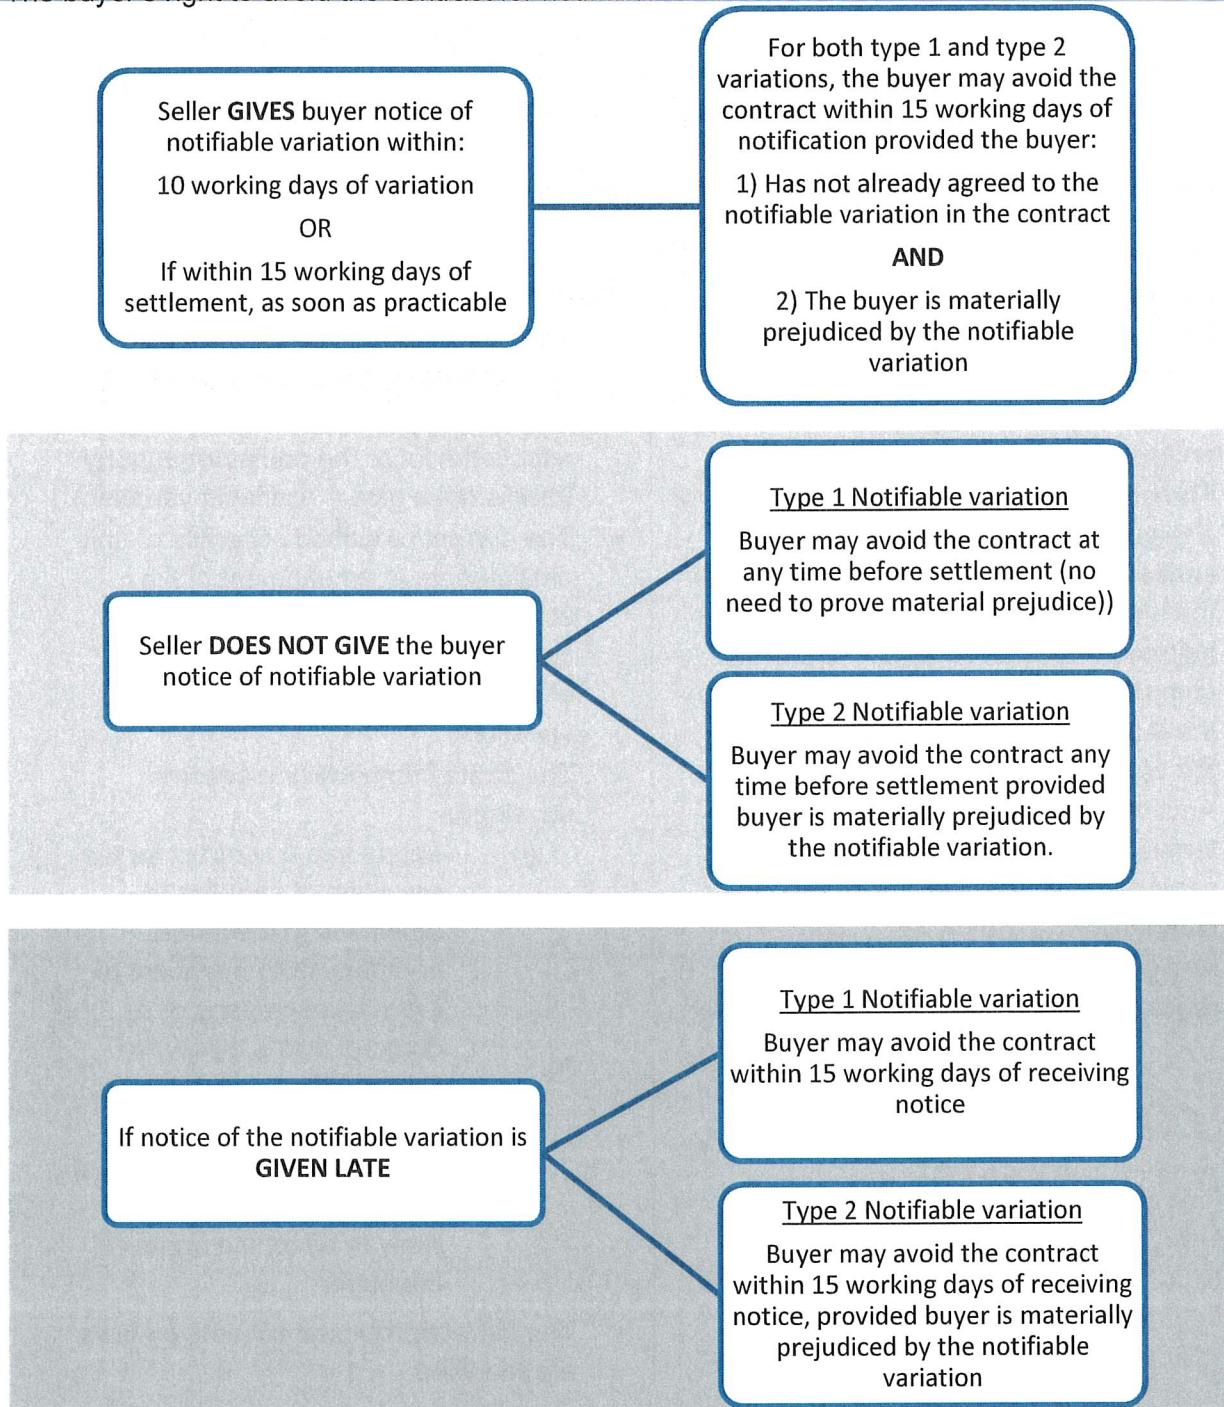 Seller GIVES buyer notice of
notifiable variation within:
10 working days of variation
OR
If within 15 working days of
settlement, as soon as practicable
For both type 1 and type 2
variations, the buyer may avoid the
contract within 15 working days of
notification provided the buyer:
1) Has not already agreed to the
notifiable variation in the contract
AND
2) The buyer is materially
prejudiced by the notifiable
variation
Seller DOES NOT GIVE the buyer
notice of notifiable variation
Type 1 Notifiable variation
Buyer may avoid the contract at
any time before settlement (no
need to prove material prejudice))
Type 2 Notifiable variation
Buyer may avoid the contract any
time before settlement provided
buyer is materially prejudiced by
the notifiable variation.
If notice of the notifiable variation is
GIVEN LATE
Type 1 Notifiable variation
Buyer may avoid the contract
within 15 working days of receiving
notice
Type 2 Notifiable variation
Buyer may avoid the contract
within 15 working days of receiving
notice, provided buyer is materially
prejudiced by the notifiable
variation